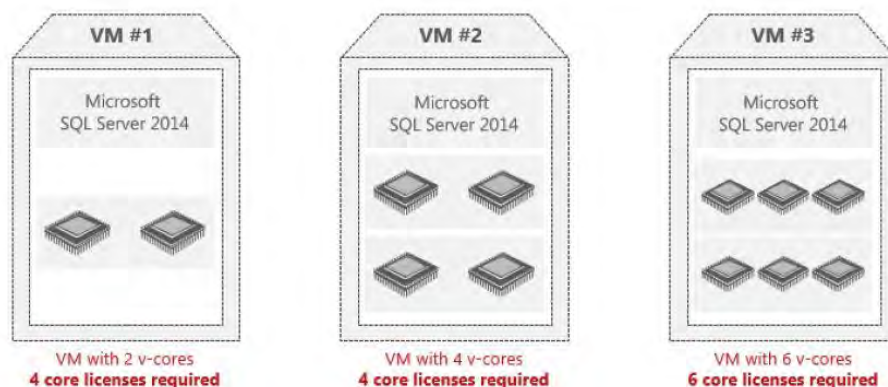 VM #1
Microsoft
SQL Server 2014
VM with 2 v-cores
4 core licenses required
VM #2
Microsoft
SQL Server 2014
VM with 4 v-cores
4 core licenses required
VM #3
Microsoft
SQL Server 2014
VM with 6 v-cores
6 core licenses required